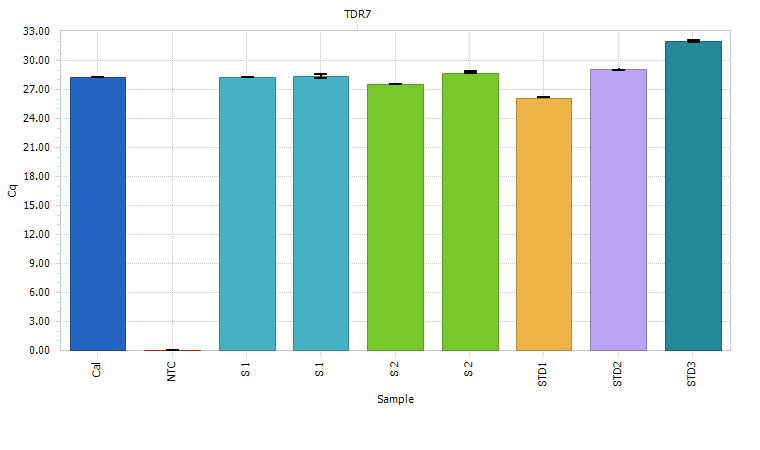 TDR7
33.00
30.00
27.00
24.00
21.00
18.00
15.00
12.00
9.00
6.00
3.00
0.00
Cq
Cal
NTC
S 1
S 1
S 2
S 2
STD1
STD2
STD3
Sample